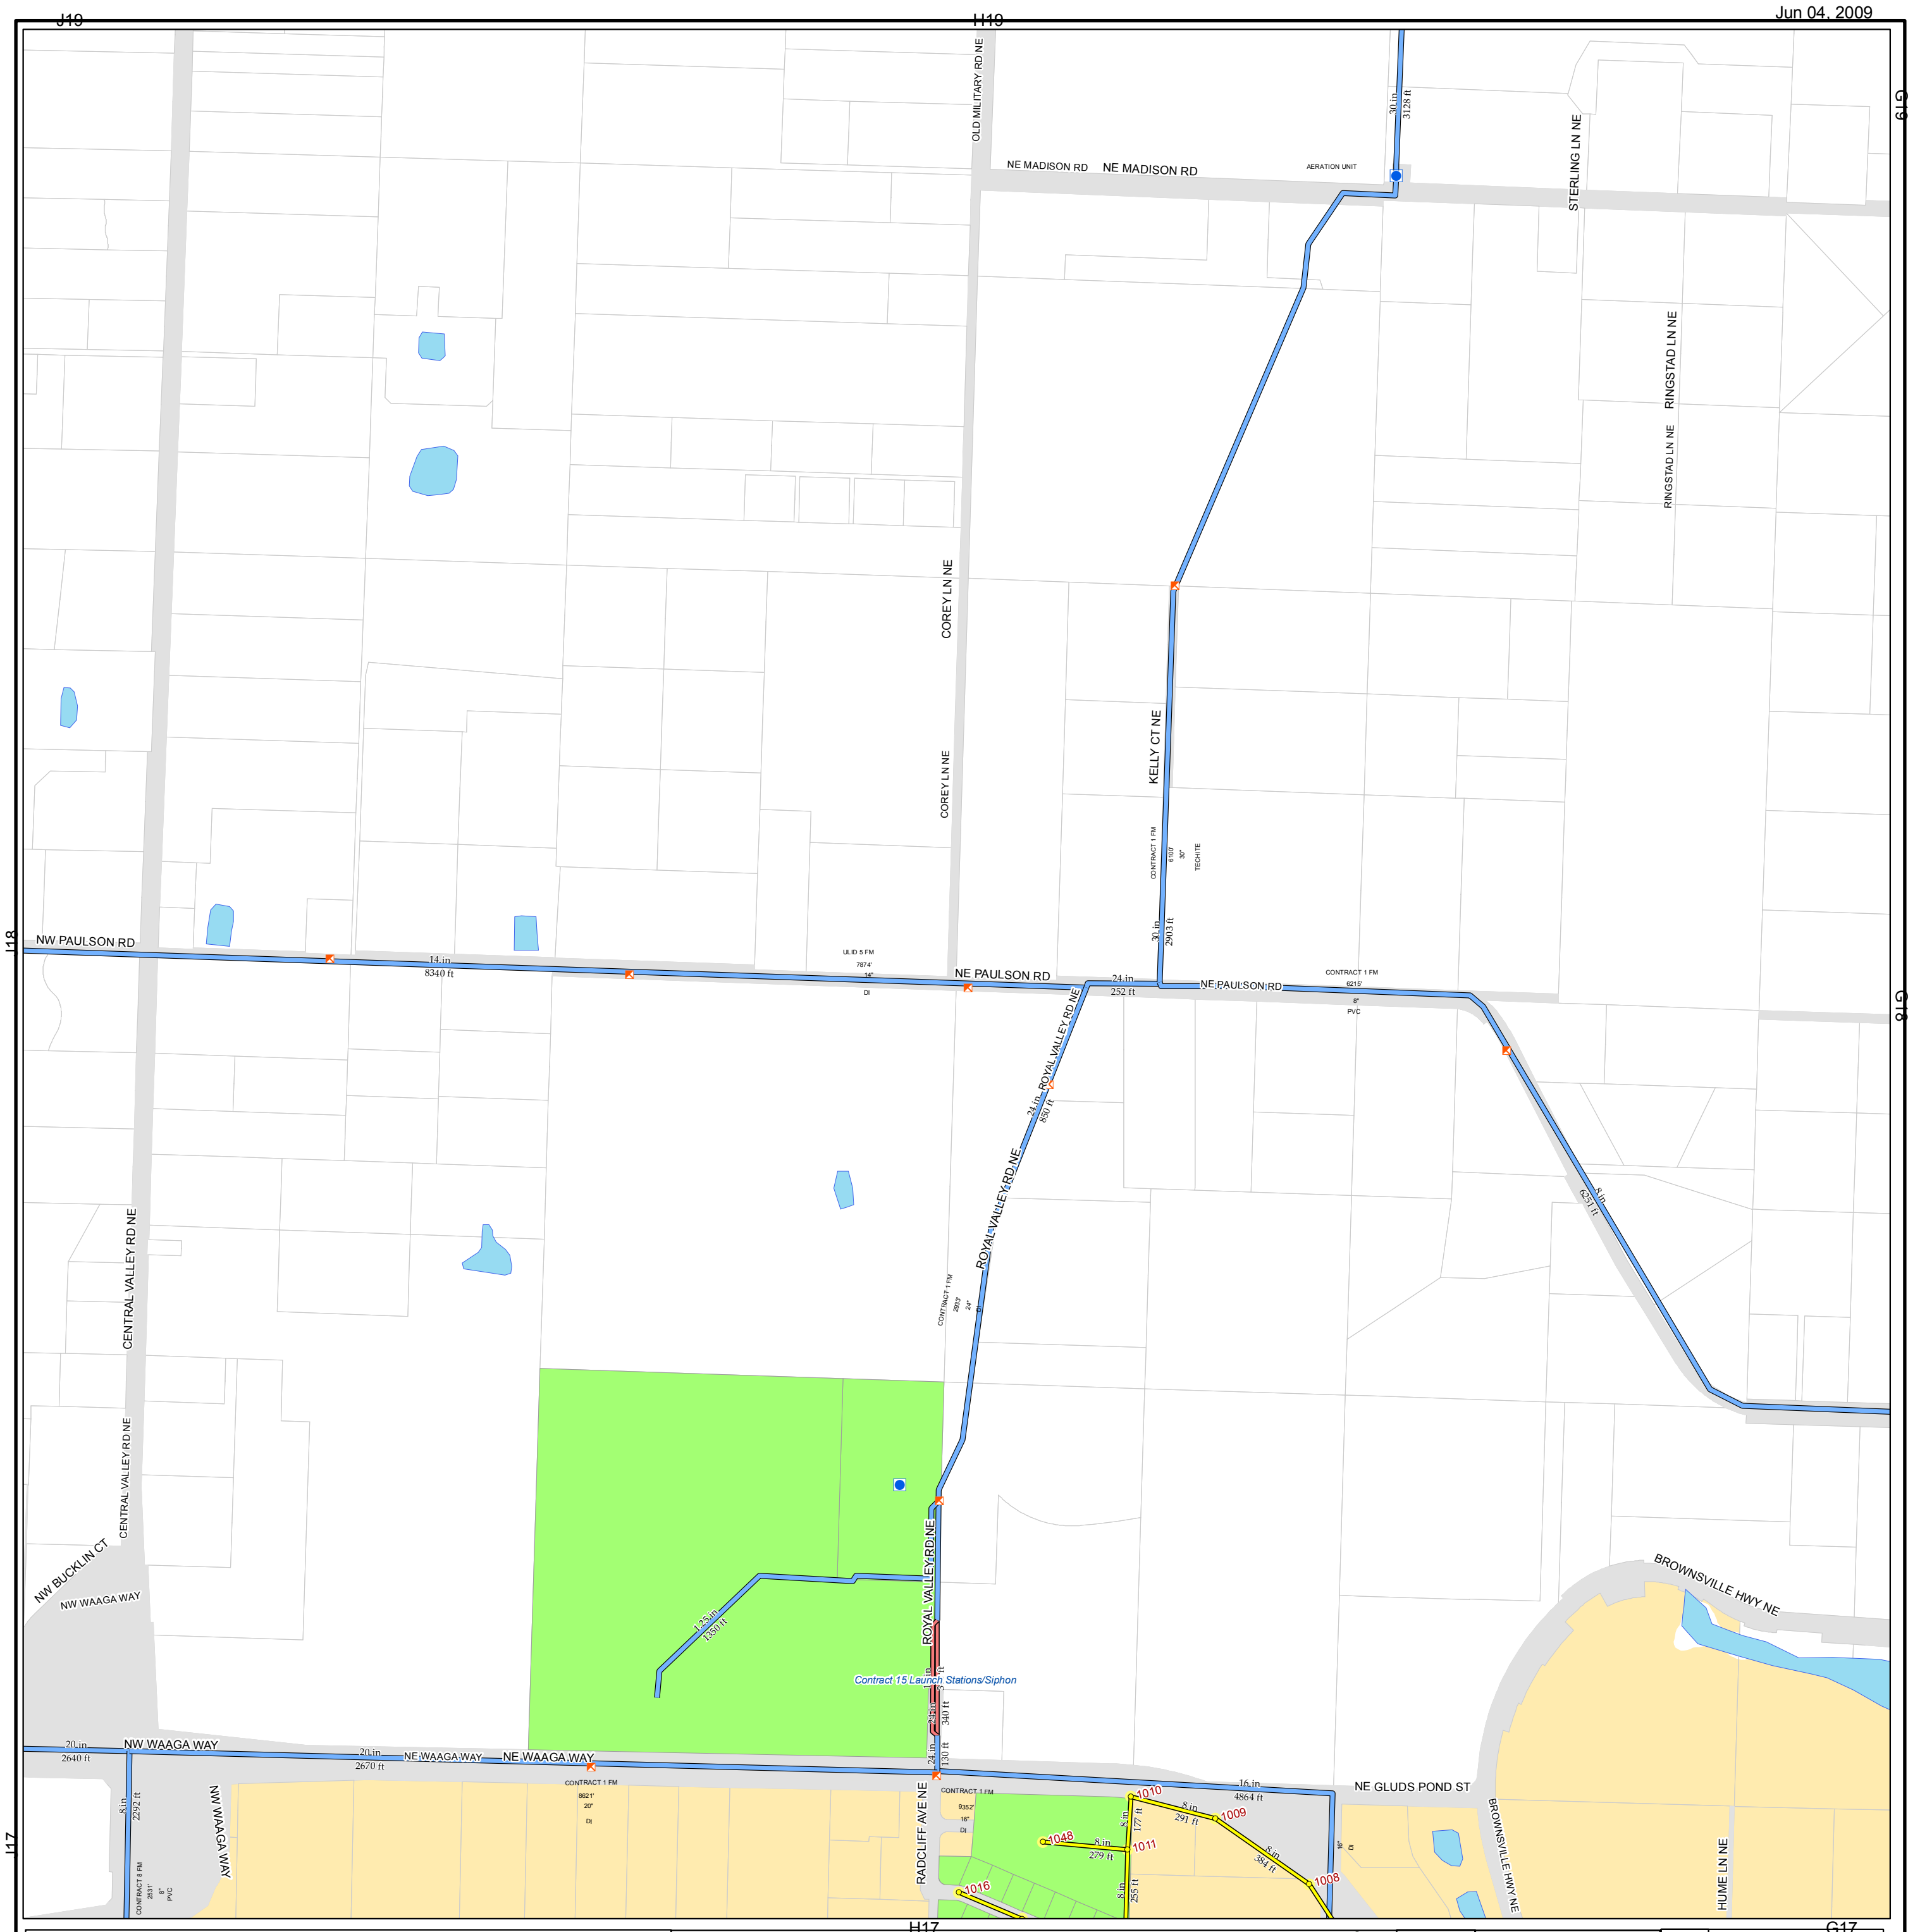 J19
H19
Jun 04, 2009
G19
OLD MILITARY RD NE
30 in
3128 ft
NE MADISON RD
NE MADISON RD
AERATION UNIT
STERLING LN NE
RINGSTAD LN NE
RINGSTAD LN NE
COREY LN NE
COREY LN NE
KELLY CT NE
CONTRACT 1 FM
6100'
30"
TECHITE
30 in
2903 ft
I18
NW PAULSON RD
14 in
8340 ft
ULID 5 FM
7874'
14"
DI
NE PAULSON RD
24 in
252 ft
NE PAULSON RD
CONTRACT 1 FM
6215'
8"
PVC
G18
ROYAL VALLEY RD NE
24 in
850 ft
ROYAL VALLEY RD NE
8 in
6251 ft
CENTRAL VALLEY RD NE
CONTRACT 1 FM
2933'
24"
DI
CENTRAL VALLEY RD NE
NW BUCKLIN CT
NW WAAGA WAY
ROYAL VALLEY RD NE
BROWNSVILLE HWY NE
1.25 in
1350 ft
Contract 15 Launch Stations/Siphon
24 in
340 ft
24 in
130 ft
20 in
2640 ft
NW WAAGA WAY
20 in
2670 ft
NE WAAGA WAY
NE WAAGA WAY
CONTRACT 1 FM
8621'
20"
DI
CONTRACT 1 FM
9352'
16"
DI
16 in
4864 ft
NE GLUDS POND ST
8 in
2292 ft
NW WAAGA WAY
CONTRACT 8 FM
2531'
8"
PVC
RADCLIFF AVE NE
1010
8 in
177 ft
8 in
291 ft
1009
1048
8 in
279 ft
1011
8 in
384 ft
1008
1016
8 in
255 ft
16"
DI
BROWNSVILLE HWY NE
HUME LN NE
I17
H17
G17